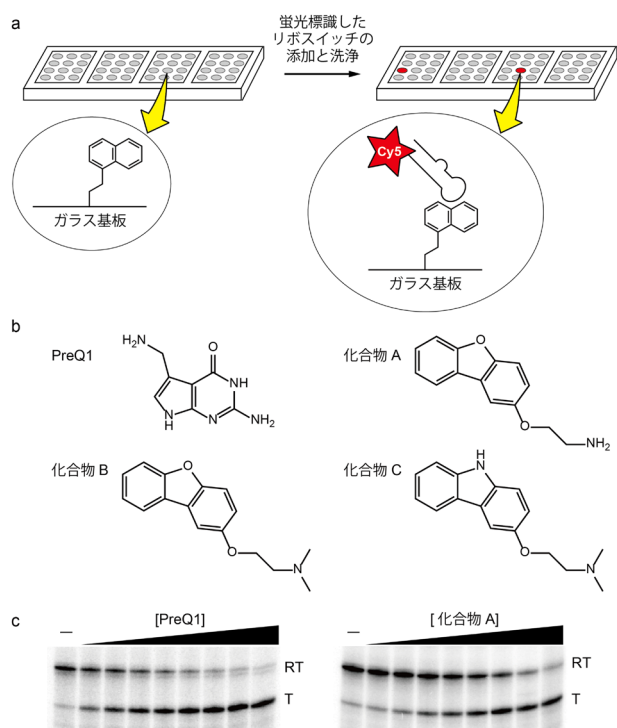 a
蛍光標識した
リボスイッチの
添加と洗浄
ガラス基板
Cy5
ガラス基板
b
PreQ1
H₂N
O
NH
N
H
N
NH₂
化合物 A
O
O
NH₂
化合物 B
O
O
N
化合物 C
H
N
O
N
c
[PreQ1]
–
RT
T
[ 化合物 A]
–
RT
T